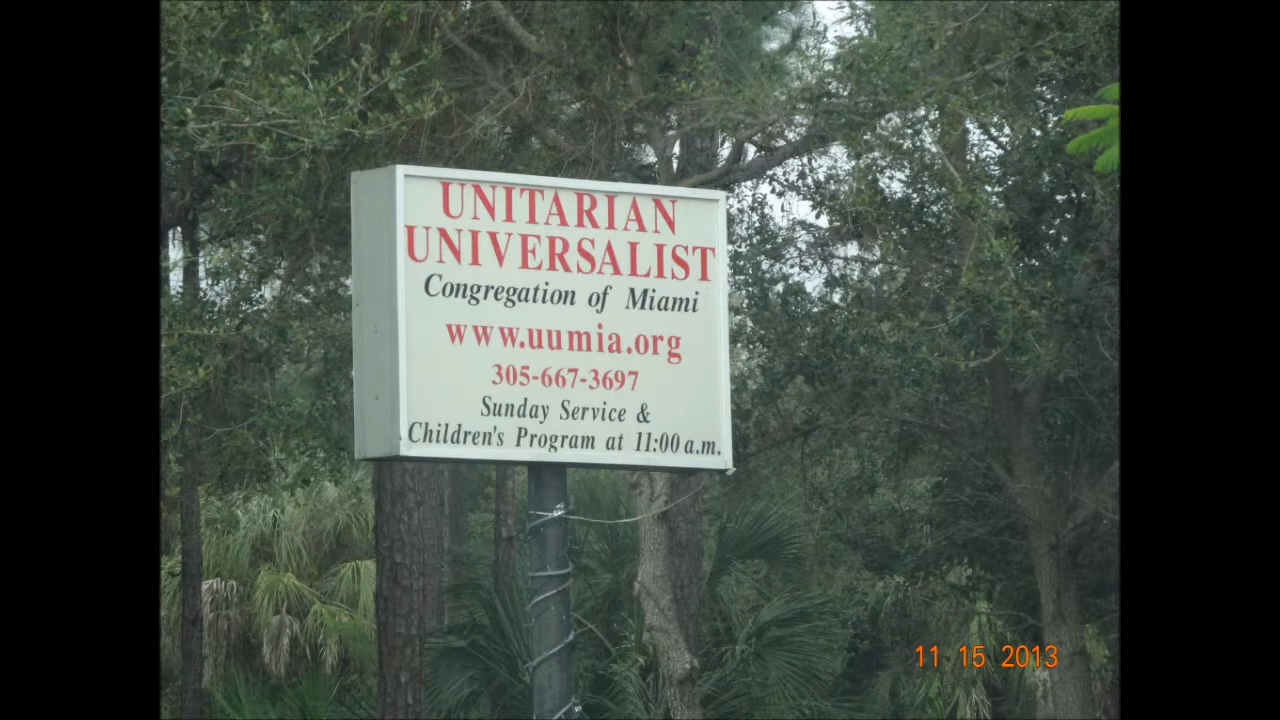 UNITARIAN
UNIVERSALIST
Congregation of Miami
www.uumia.org
305-667-3697
Sunday Service &
Children's Program at 11:00 a.m.
11 15 2013